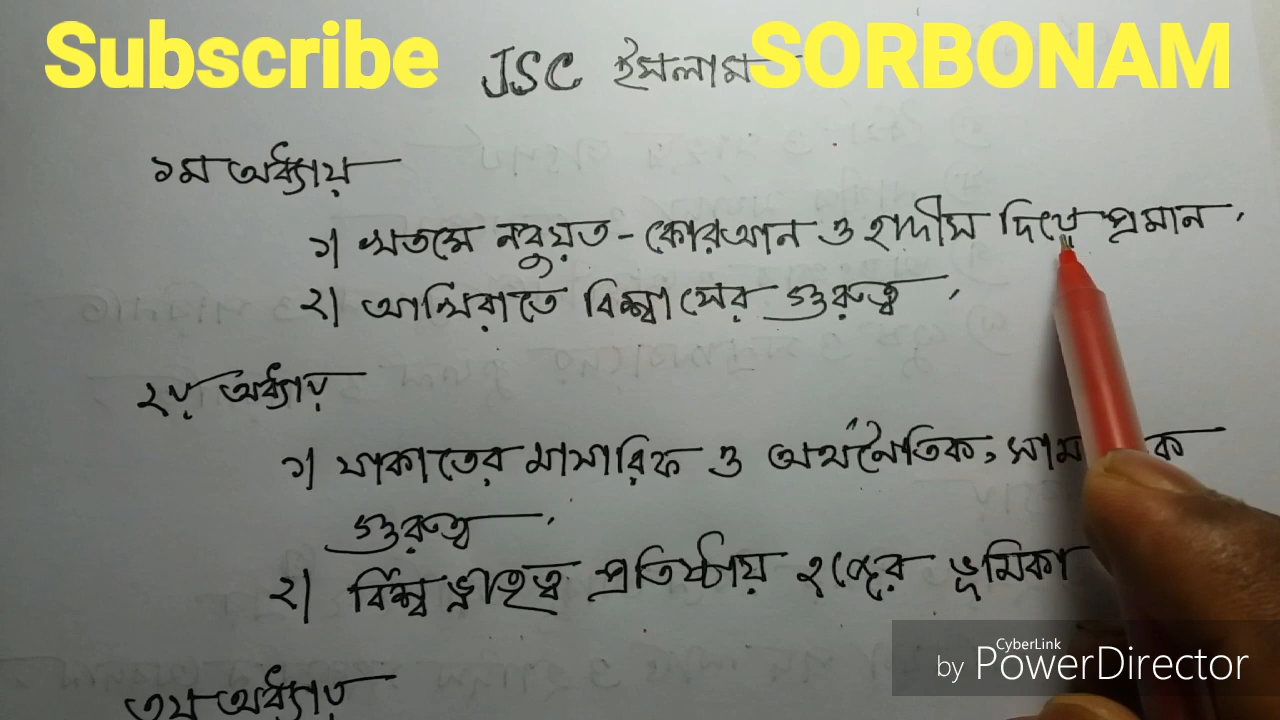 Subscribe JSC ইসলাম SORBONAM
১ম অধ্যায়
১| খতমে নবুয়ত - কোরআন ও হাদীস দিয়ে প্রমান .
২| আখিরাতে বিশ্বাসের গুরুত্ব .
২য় অধ্যায়
১| যাকাতের মাসারিফ ও অর্থনৈতিক, সাম ক
গুরুত্ব .
২| বিশ্ব ভ্রাতৃত্ব প্রতিষ্ঠায় হজ্জের ভূমিকা
৩য় অধ্যায়
CyberLink
by PowerDirector